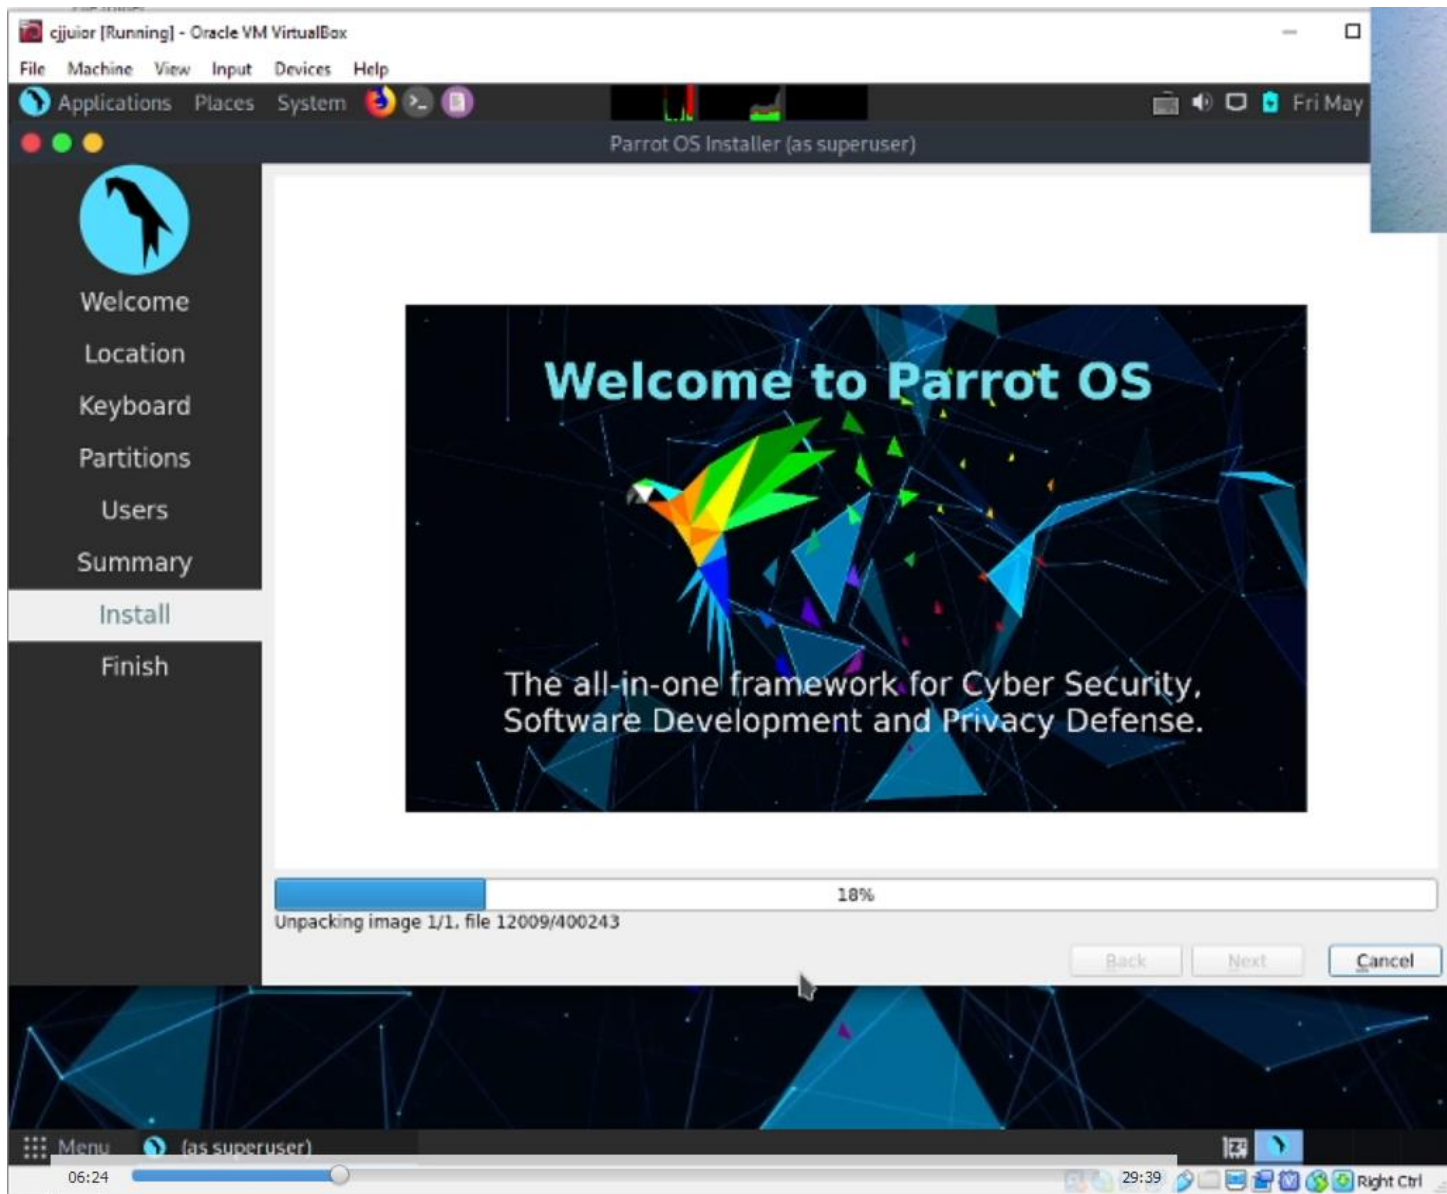 cjjuior [Running] - Oracle VM VirtualBox
File Machine View Input Devices Help
Applications Places System Fri May
Parrot OS Installer (as superuser)
Welcome
Location
Keyboard
Partitions
Users
Summary
Install
Finish
Welcome to Parrot OS
The all-in-one framework for Cyber Security,
Software Development and Privacy Defense.
18%
Unpacking image 1/1, file 12009/400243
Back Next Cancel
Menu (as superuser)
06:24 29:39 Right Ctrl